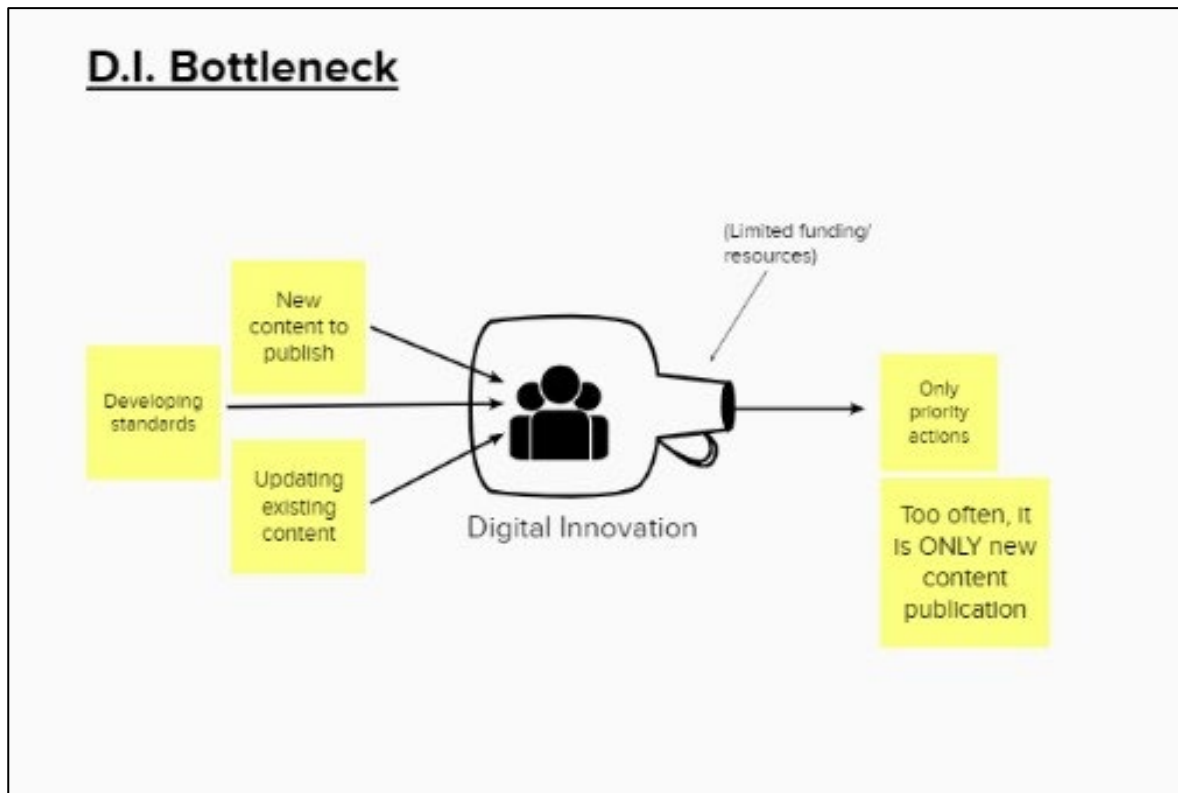 D.I. Bottleneck
(Limited funding/
resources)
New
content to
publish
Developing
standards
Updating
existing
content
Digital Innovation
Only
priority
actions
Too often, it
is ONLY new
content
publication